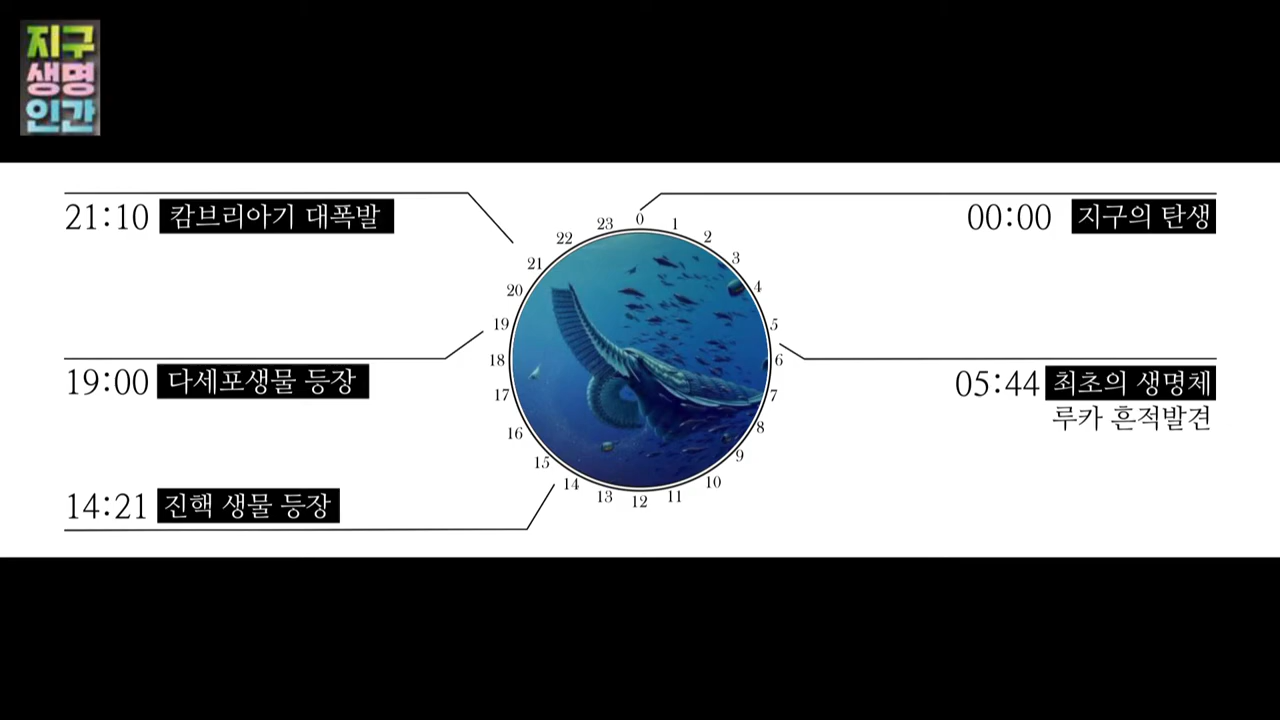 지구
생명
인간
21:10 캄브리아기 대폭발
00:00 지구의 탄생
19:00 다세포생물 등장
05:44 최초의 생명체
루카 흔적발견
14:21 진핵 생물 등장
0
1
2
3
4
5
6
7
8
9
10
11
12
13
14
15
16
17
18
19
20
21
22
23